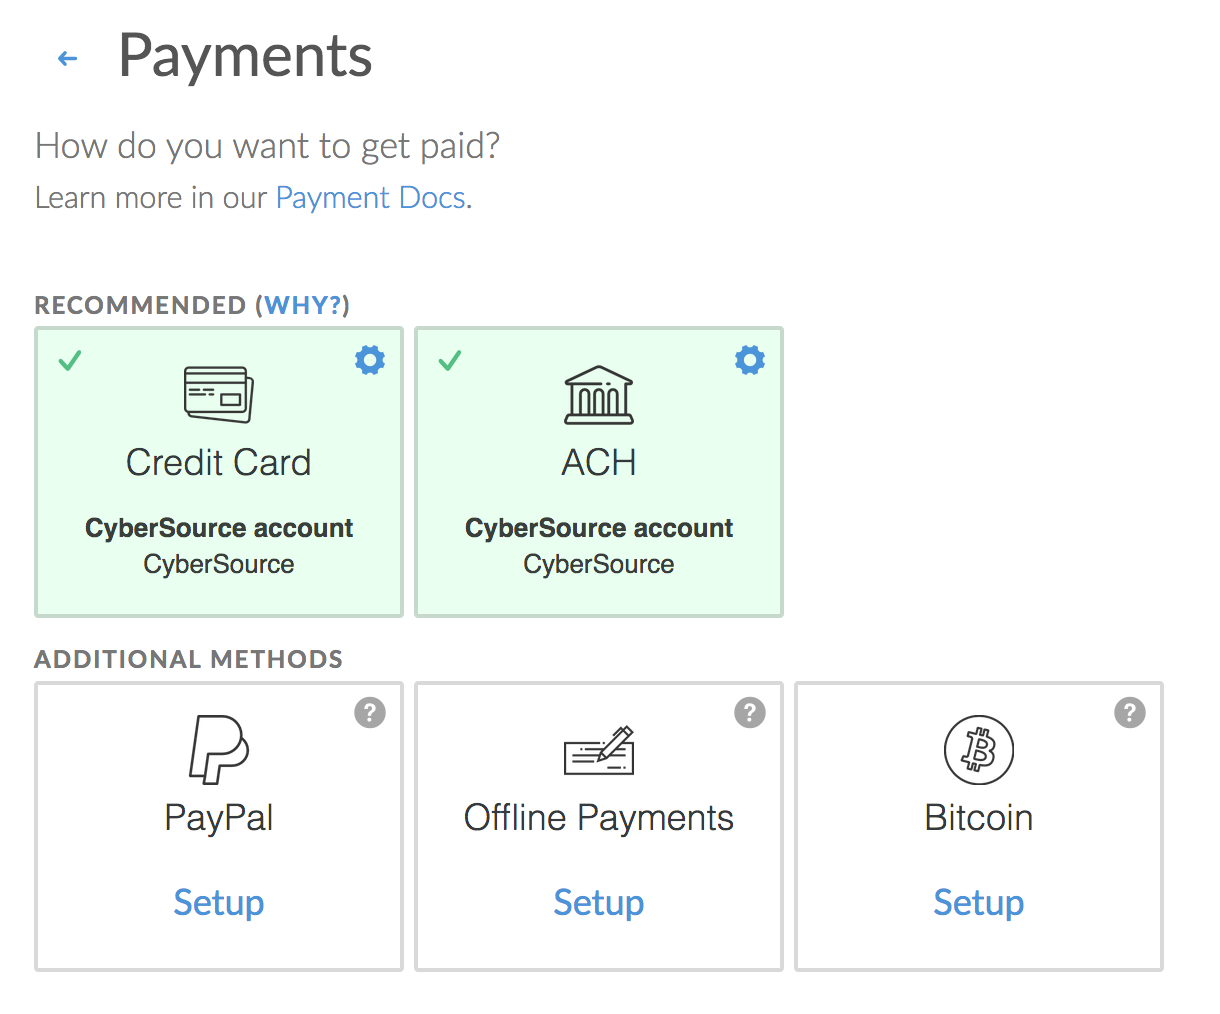 Payments
How do you want to get paid?
Learn more in our Payment Docs.
RECOMMENDED (WHY?)
Credit Card
CyberSource account
CyberSource
ACH
CyberSource account
CyberSource
ADDITIONAL METHODS
?
PayPal
Setup
?
Offline Payments
Setup
?
Bitcoin
Setup